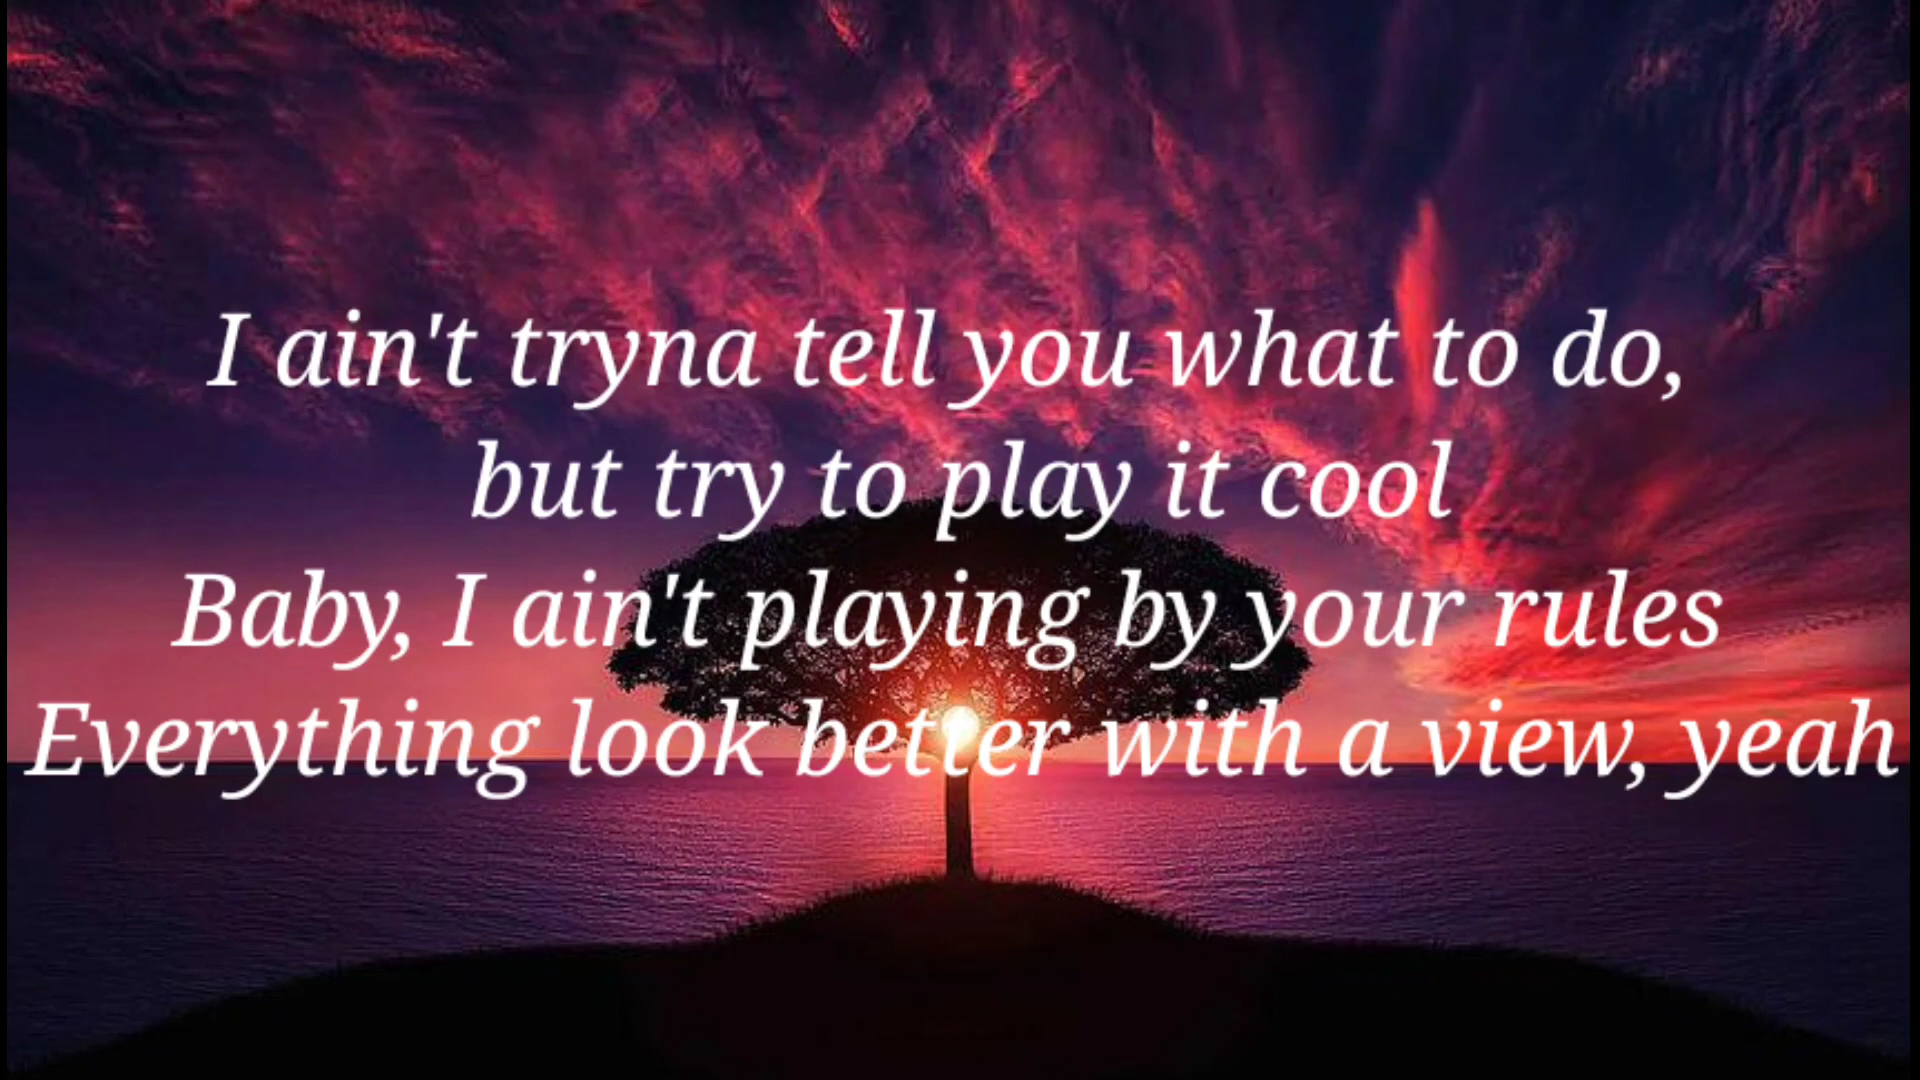 I ain't tryna tell you what to do,
but try to play it cool
Baby, I ain't playing by your rules
Everything look better with a view, yeah